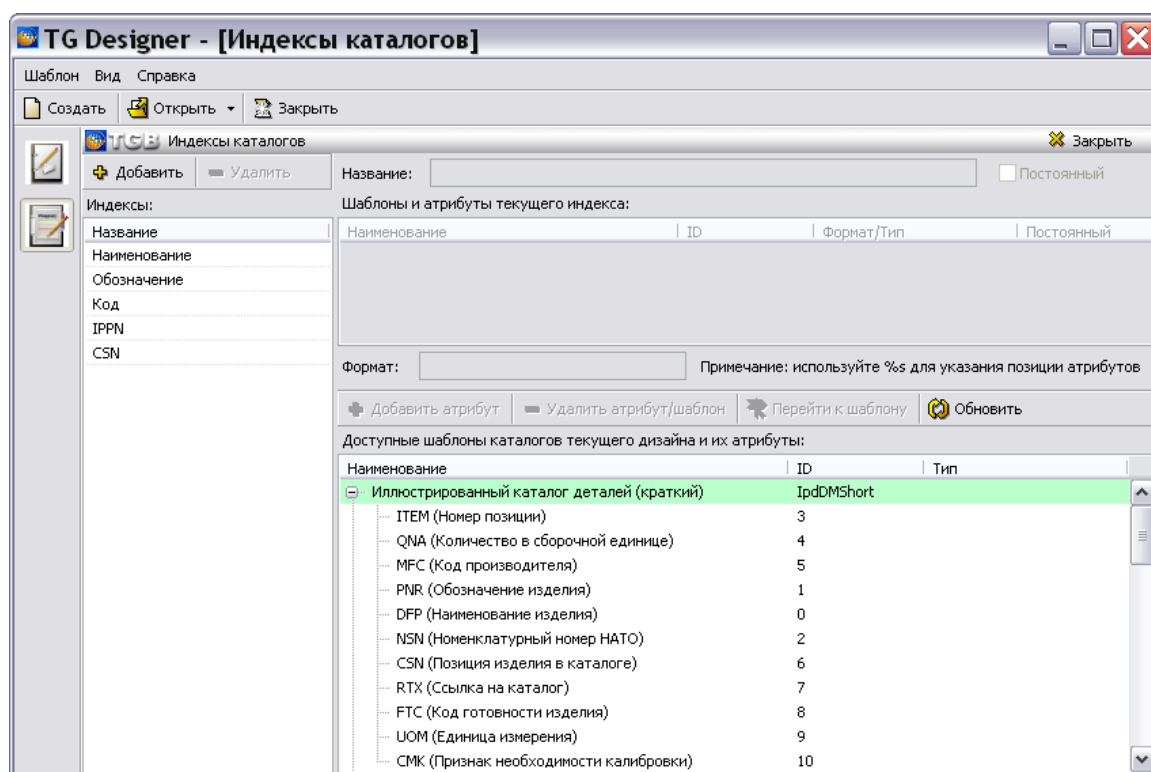 TG Designer - [Индексы каталогов]
Шаблон Вид Справка
Создать Открыть Закрыть
TGB Индексы каталогов Закрыть
Добавить Удалить
Название: Постоянный
Индексы:
Шаблоны и атрибуты текущего индекса:
Название
Наименование ID Формат/Тип Постоянный
Наименование
Обозначение
Код
IPPN
CSN
Формат: Примечание: используйте %s для указания позиции атрибутов
Добавить атрибут Удалить атрибут/шаблон Перейти к шаблону Обновить
Доступные шаблоны каталогов текущего дизайна и их атрибуты:
Наименование ID Тип
Иллюстрированный каталог деталей (краткий) IpdDMShort
ITEM (Номер позиции) 3
QNA (Количество в сборочной единице) 4
MFC (Код производителя) 5
PNR (Обозначение изделия) 1
DFP (Наименование изделия) 0
NSN (Номенклатурный номер НАТО) 2
CSN (Позиция изделия в каталоге) 6
RTX (Ссылка на каталог) 7
FTC (Код готовности изделия) 8
UOM (Единица измерения) 9
CMK (Признак необходимости калибровки) 10